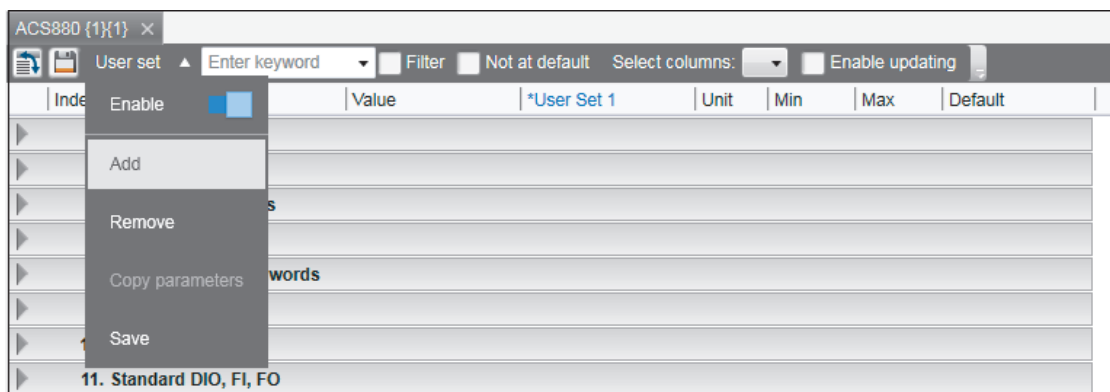 ACS880 {1}{1} ×
User set ▲ Enter keyword Filter Not at default Select columns: Enable updating
Inde Value *User Set 1 Unit Min Max Default
Enable
Add
s
Remove
words
Copy parameters
Save
1
11. Standard DIO, FI, FO